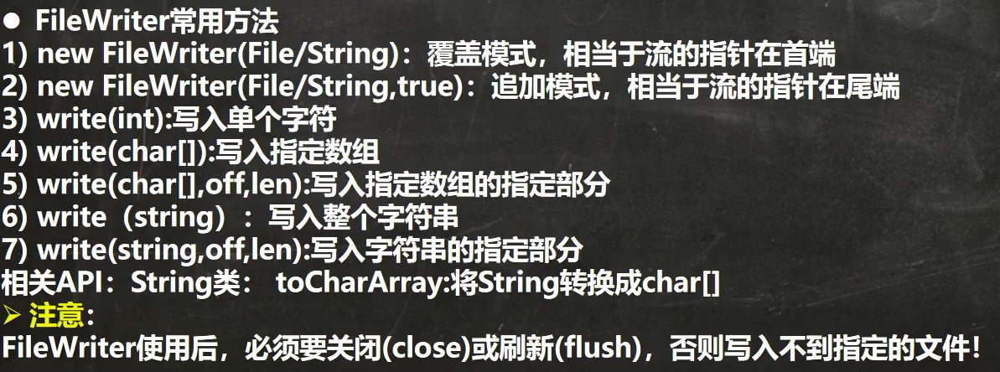 ● FileWriter常用方法
1) new FileWriter(File/String)：覆盖模式，相当于流的指针在首端
2) new FileWriter(File/String,true)：追加模式，相当于流的指针在尾端
3) write(int):写入单个字符
4) write(char[]):写入指定数组
5) write(char[],off,len):写入指定数组的指定部分
6) write（string）：写入整个字符串
7) write(string,off,len):写入字符串的指定部分
相关API：String类： toCharArray:将String转换成char[]
➢ 注意：
FileWriter使用后，必须要关闭(close)或刷新(flush)，否则写入不到指定的文件！